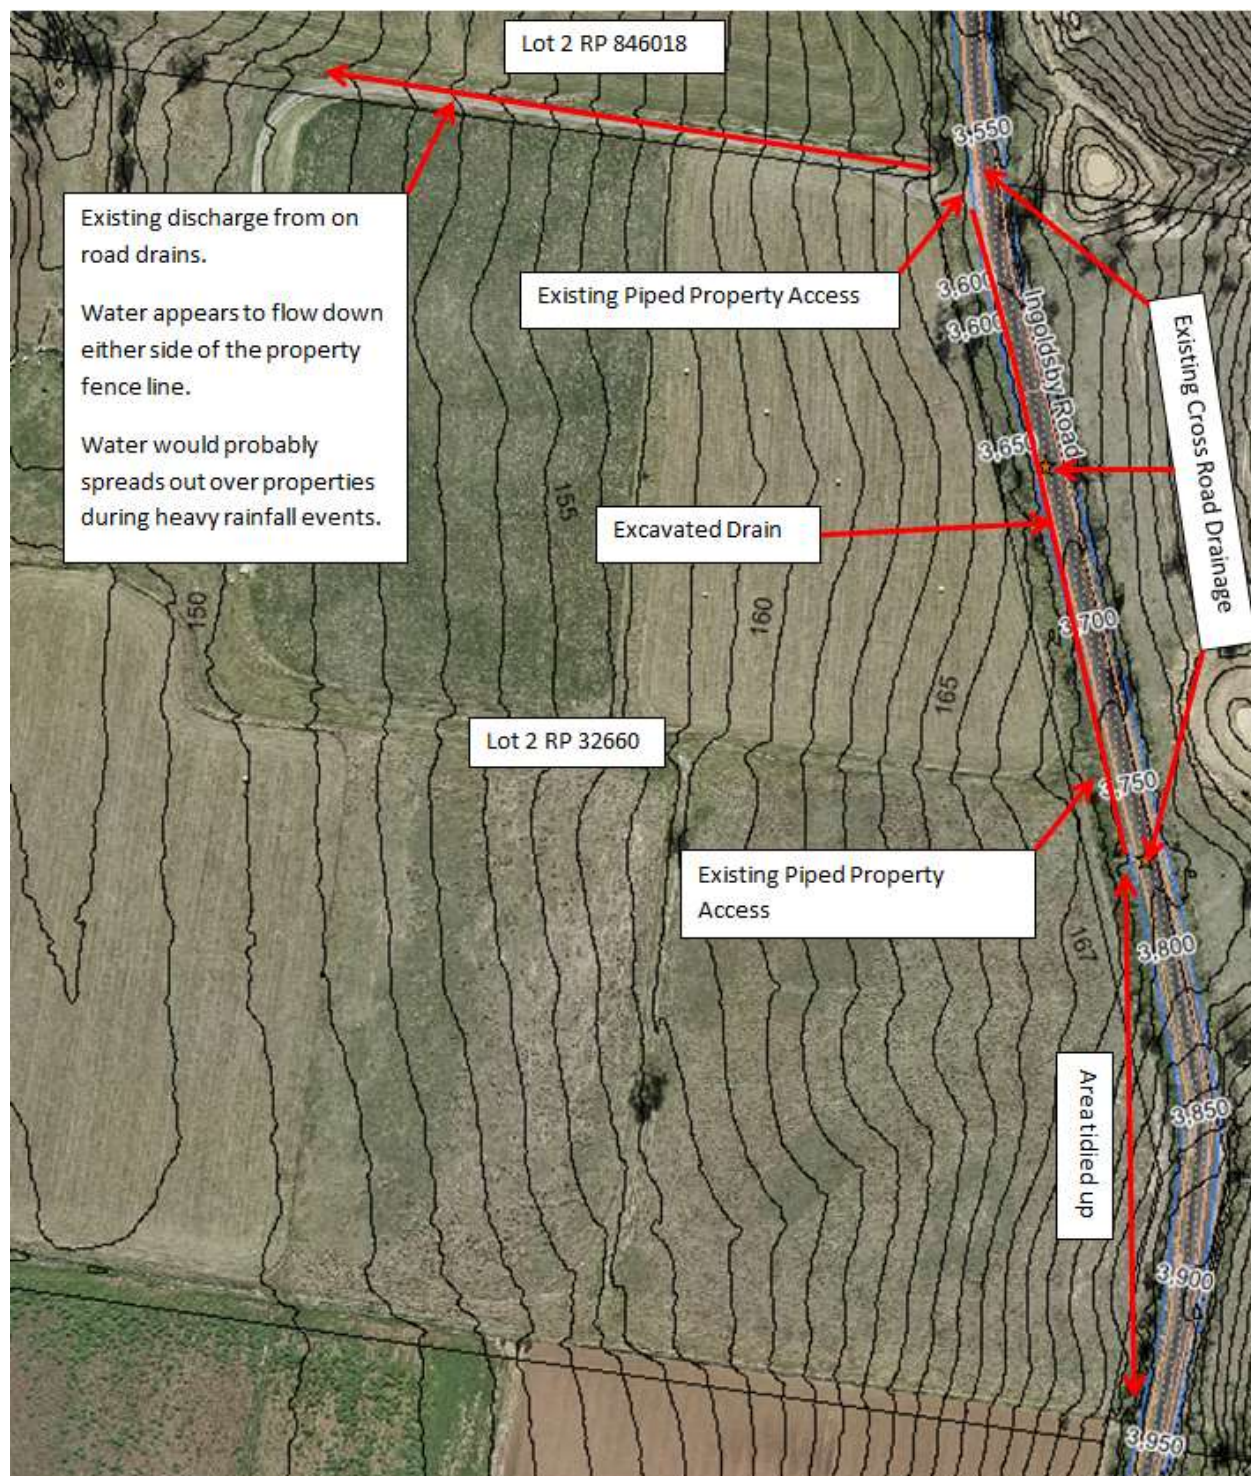 Lot 2 RP 846018
3,550
Existing discharge from on
road drains.
Water appears to flow down
either side of the property
fence line.
Water would probably
spreads out over properties
during heavy rainfall events.
Existing Piped Property Access
3,600
3,600
Ingoldsby Road
Existing Cross Road Drainage
3,650
155
Excavated Drain
150
160
3,700
165
Lot 2 RP 32660
3,750
Existing Piped Property
Access
167
3,800
Area tidied up
3,850
3,900
3,950